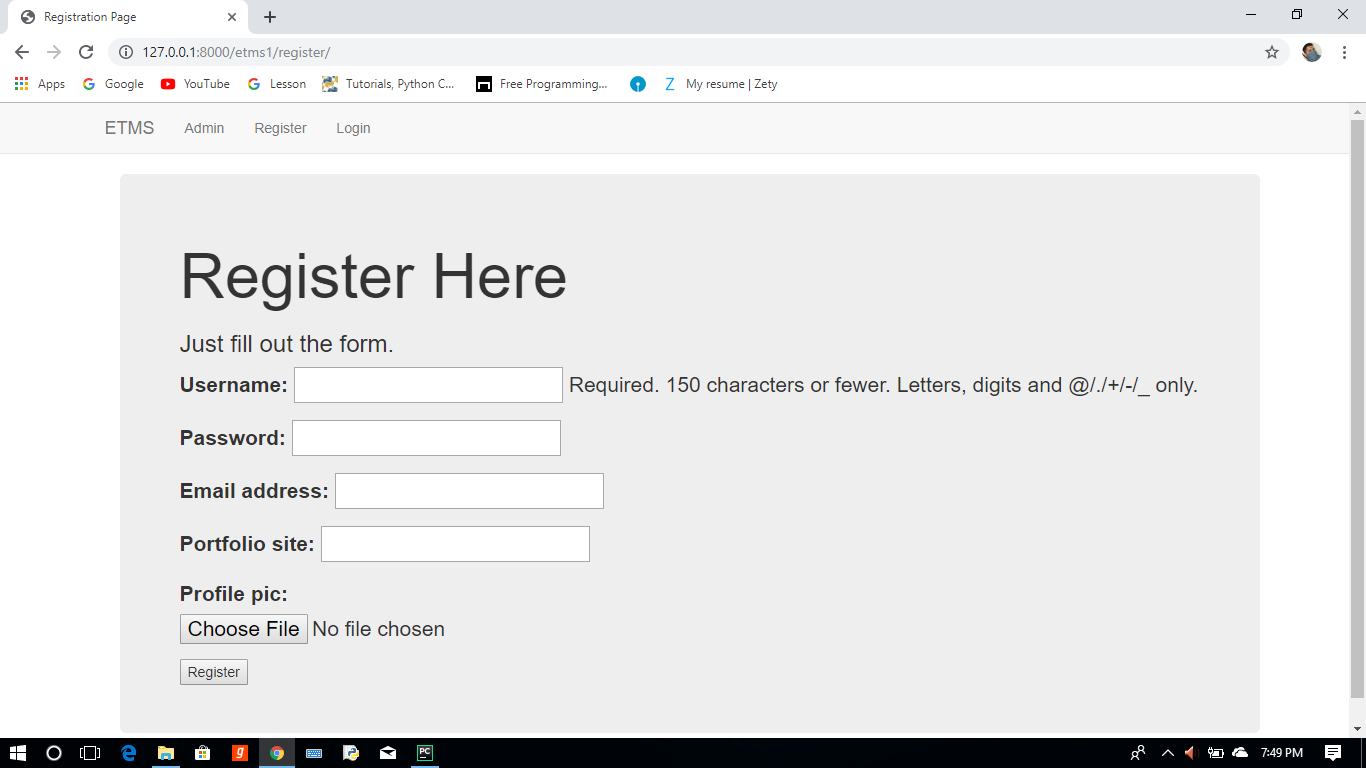 Registration Page
127.0.0.1:8000/etms1/register/
Apps Google YouTube Lesson Tutorials, Python C... Free Programming... Z My resume | Zety
ETMS Admin Register Login
Register Here
Just fill out the form.
Username: Required. 150 characters or fewer. Letters, digits and @/./+/-/_ only.
Password:
Email address:
Portfolio site:
Profile pic:
Choose File No file chosen
Register
g PC 7:49 PM